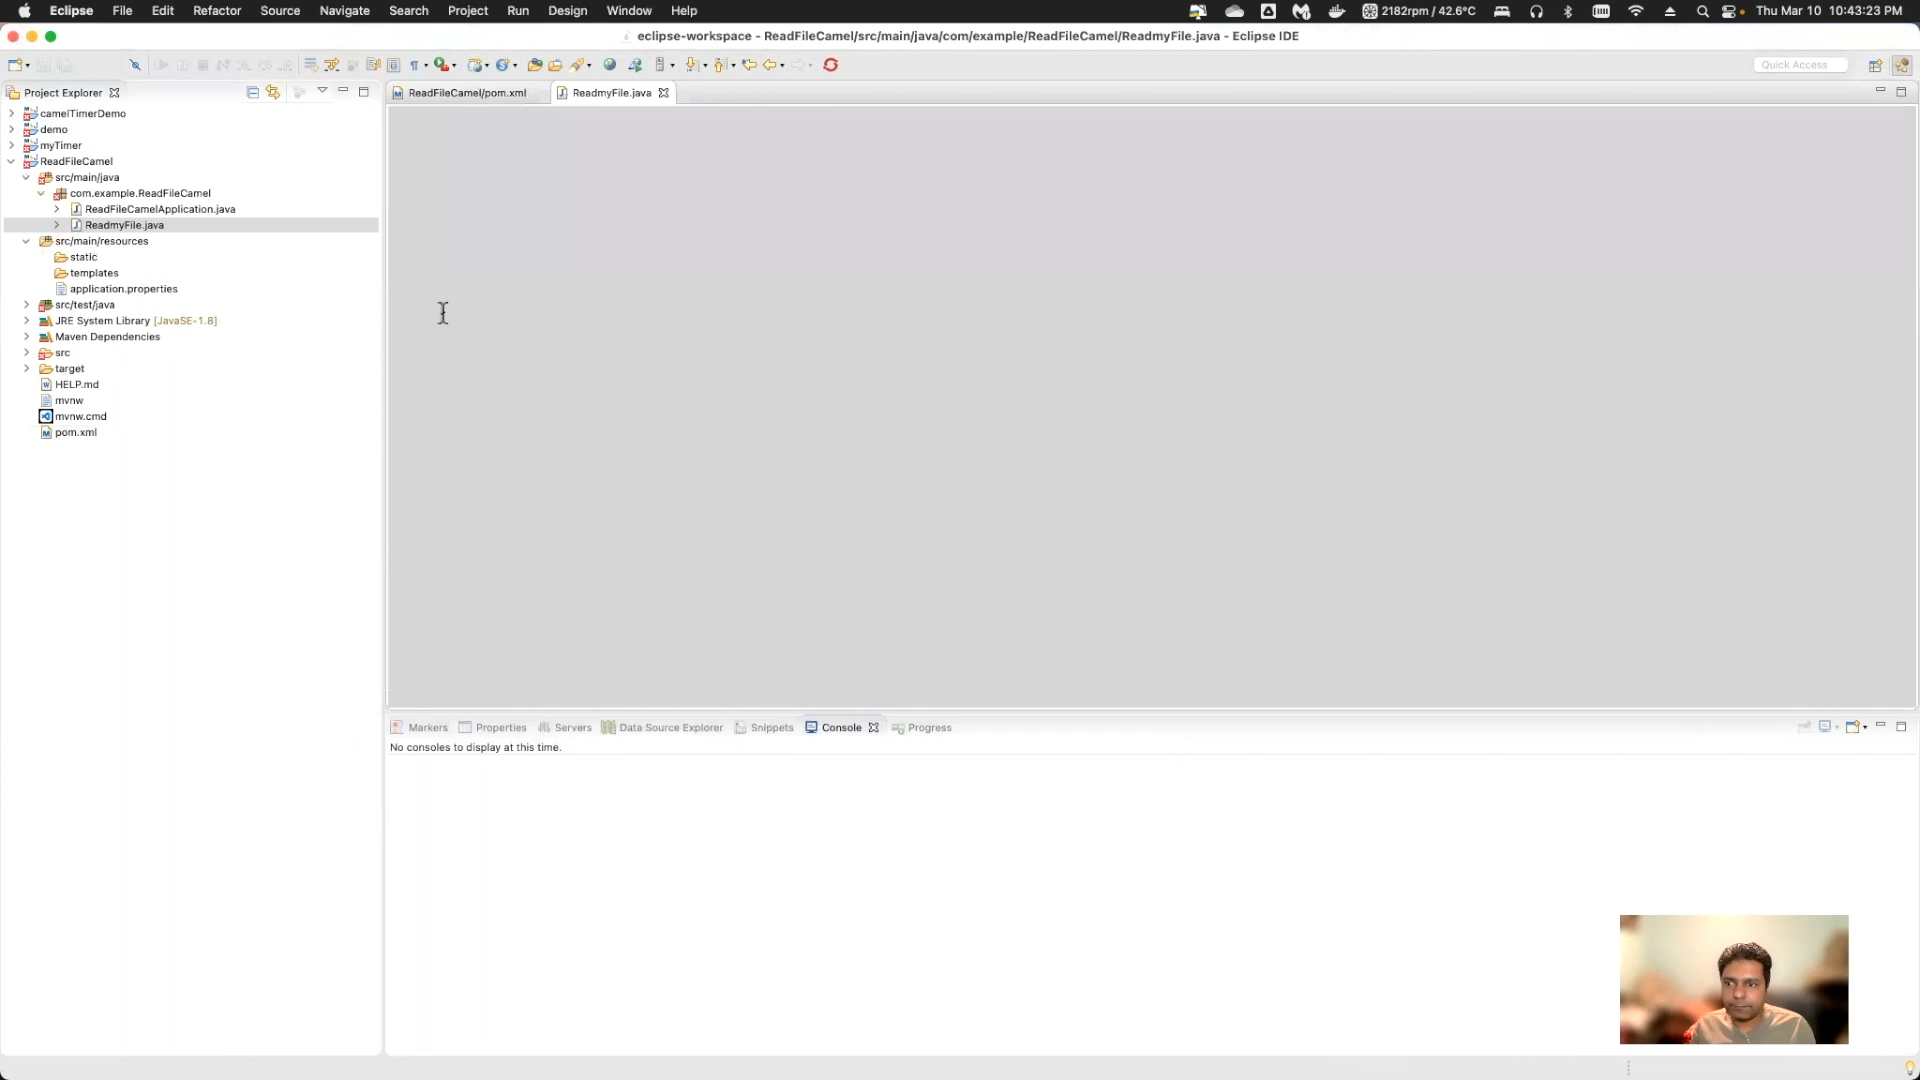 Eclipse File Edit Refactor Source Navigate Search Project Run Design Window Help 2182rpm / 42.6°C Thu Mar 10 10:43:23 PM
eclipse-workspace - ReadFileCamel/src/main/java/com/example/ReadFileCamel/ReadmyFile.java - Eclipse IDE
Quick Access
Project Explorer
ReadFileCamel/pom.xml ReadmyFile.java
camelTimerDemo
demo
myTimer
ReadFileCamel
src/main/java
com.example.ReadFileCamel
ReadFileCamelApplication.java
ReadmyFile.java
src/main/resources
static
templates
application.properties
src/test/java
JRE System Library [JavaSE-1.8]
Maven Dependencies
src
target
HELP.md
mvnw
mvnw.cmd
pom.xml
Markers Properties Servers Data Source Explorer Snippets Console Progress
No consoles to display at this time.